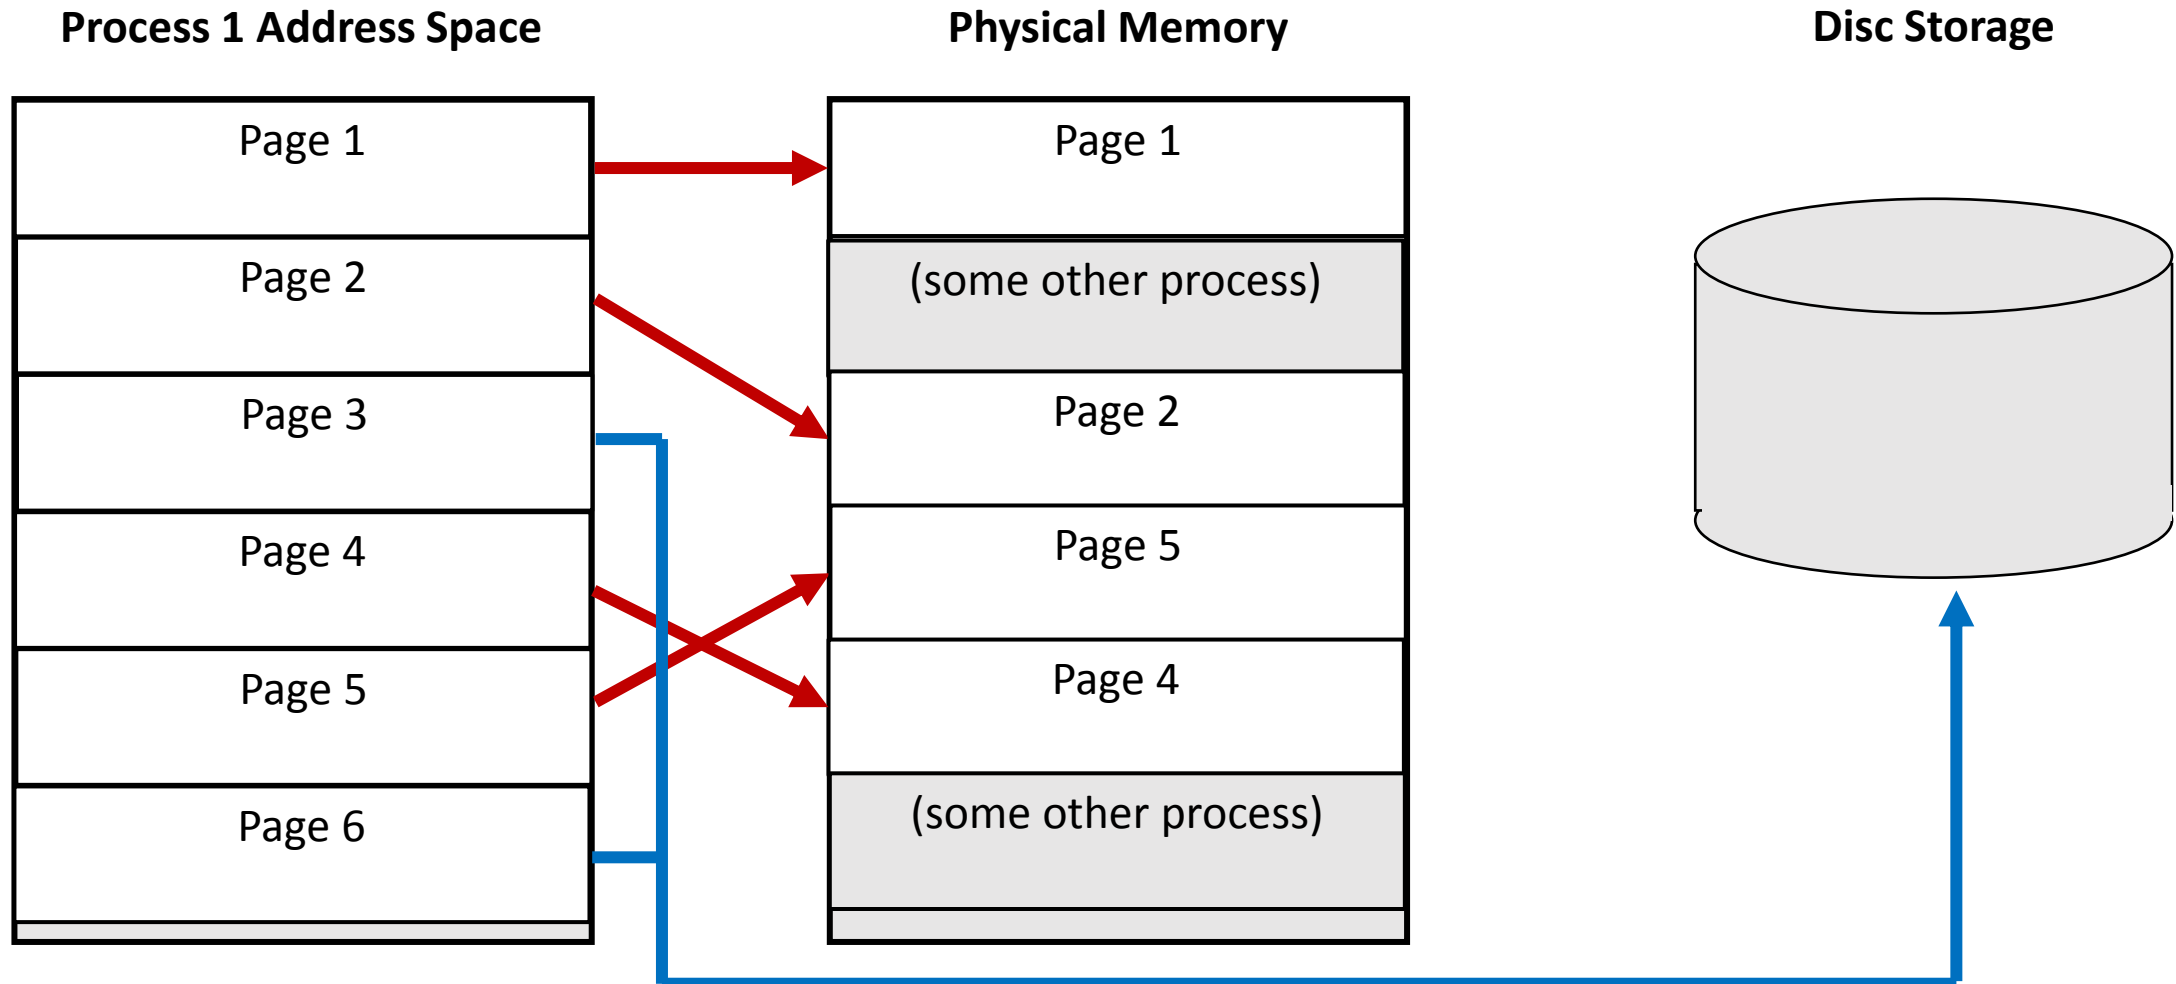 Process 1 Address Space
Physical Memory
Disc Storage
Page 1
Page 2
Page 3
Page 4
Page 5
Page 6
Page 1
(some other process)
Page 2
Page 5
Page 4
(some other process)